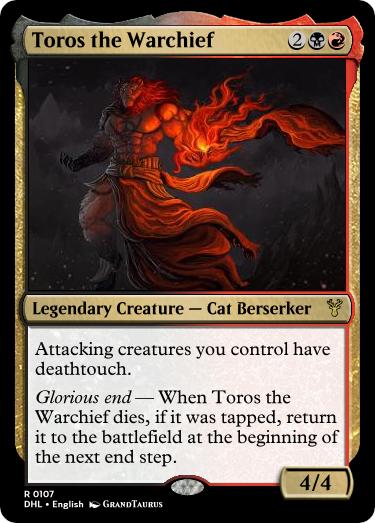 Toros the Warchief 2
Legendary Creature — Cat Berserker
Attacking creatures you control have
deathtouch.
Glorious end — When Toros the
Warchief dies, if it was tapped, return
it to the battlefield at the beginning of
the next end step.
4/4
R 0107
DHL • English GrandTaurus